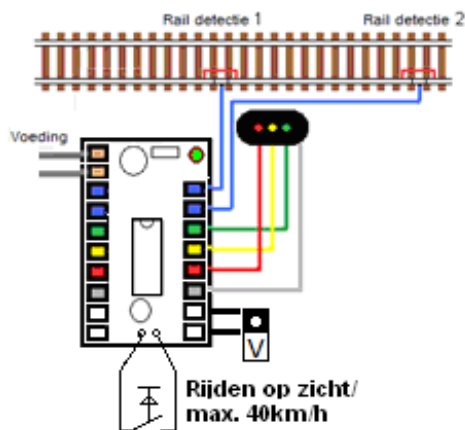 Rail detectie 1
Rail detectie 2
Voeding
V
Rijden op zicht/
max. 40km/h